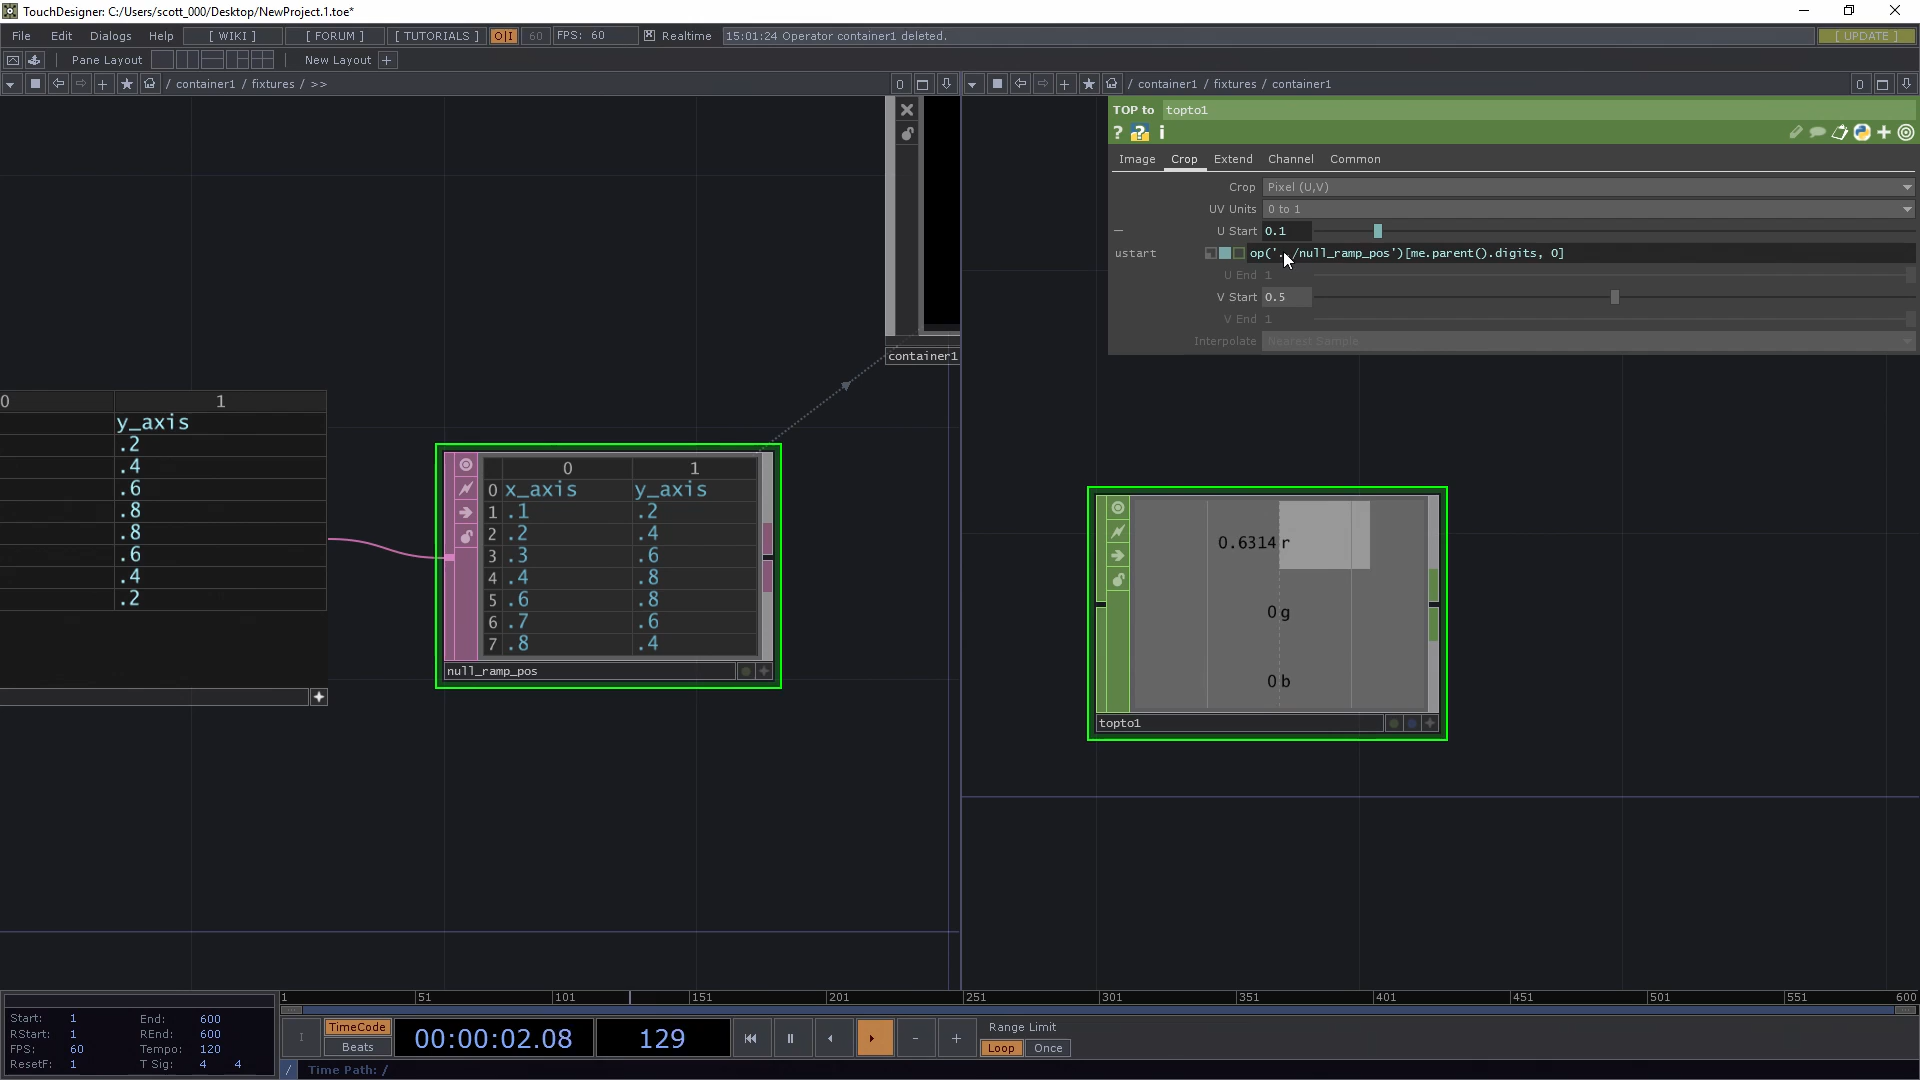 TouchDesigner: C:/Users/scott_000/Desktop/NewProject.1.toe*
File Edit Dialogs Help [ WIKI ] [ FORUM ] [ TUTORIALS ] O|I 60 FPS: 60 Realtime 15:01:24 Operator container1 deleted. [ UPDATE ]
Pane Layout New Layout +
/ container1 / fixtures / >> 0
/ container1 / fixtures / container1 0
TOP to topto1
? ? i
Image Crop Extend Channel Common
Crop Pixel (U,V)
UV Units 0 to 1
U Start 0.1
ustart op('../null_ramp_pos')[me.parent().digits, 0]
U End 1
V Start 0.5
V End 1
Interpolate Nearest Sample
container1
0 1
y_axis
.2
.4
.6
.8
.8
.6
.4
.2
0 1
0 x_axis y_axis
1 .1 .2
2 .2 .4
3 .3 .6
4 .4 .8
5 .6 .8
6 .7 .6
7 .8 .4
null_ramp_pos
0.6314 r
0 g
0 b
topto1
1 51 101 151 201 251 301 351 401 451 501 551 600
Start: 1 End: 600
RStart: 1 REnd: 600
FPS: 60 Tempo: 120
ResetF: 1 T Sig: 4 4
I TimeCode Beats 00:00:02.08 129 - + Range Limit
Loop Once
/ Time Path: /